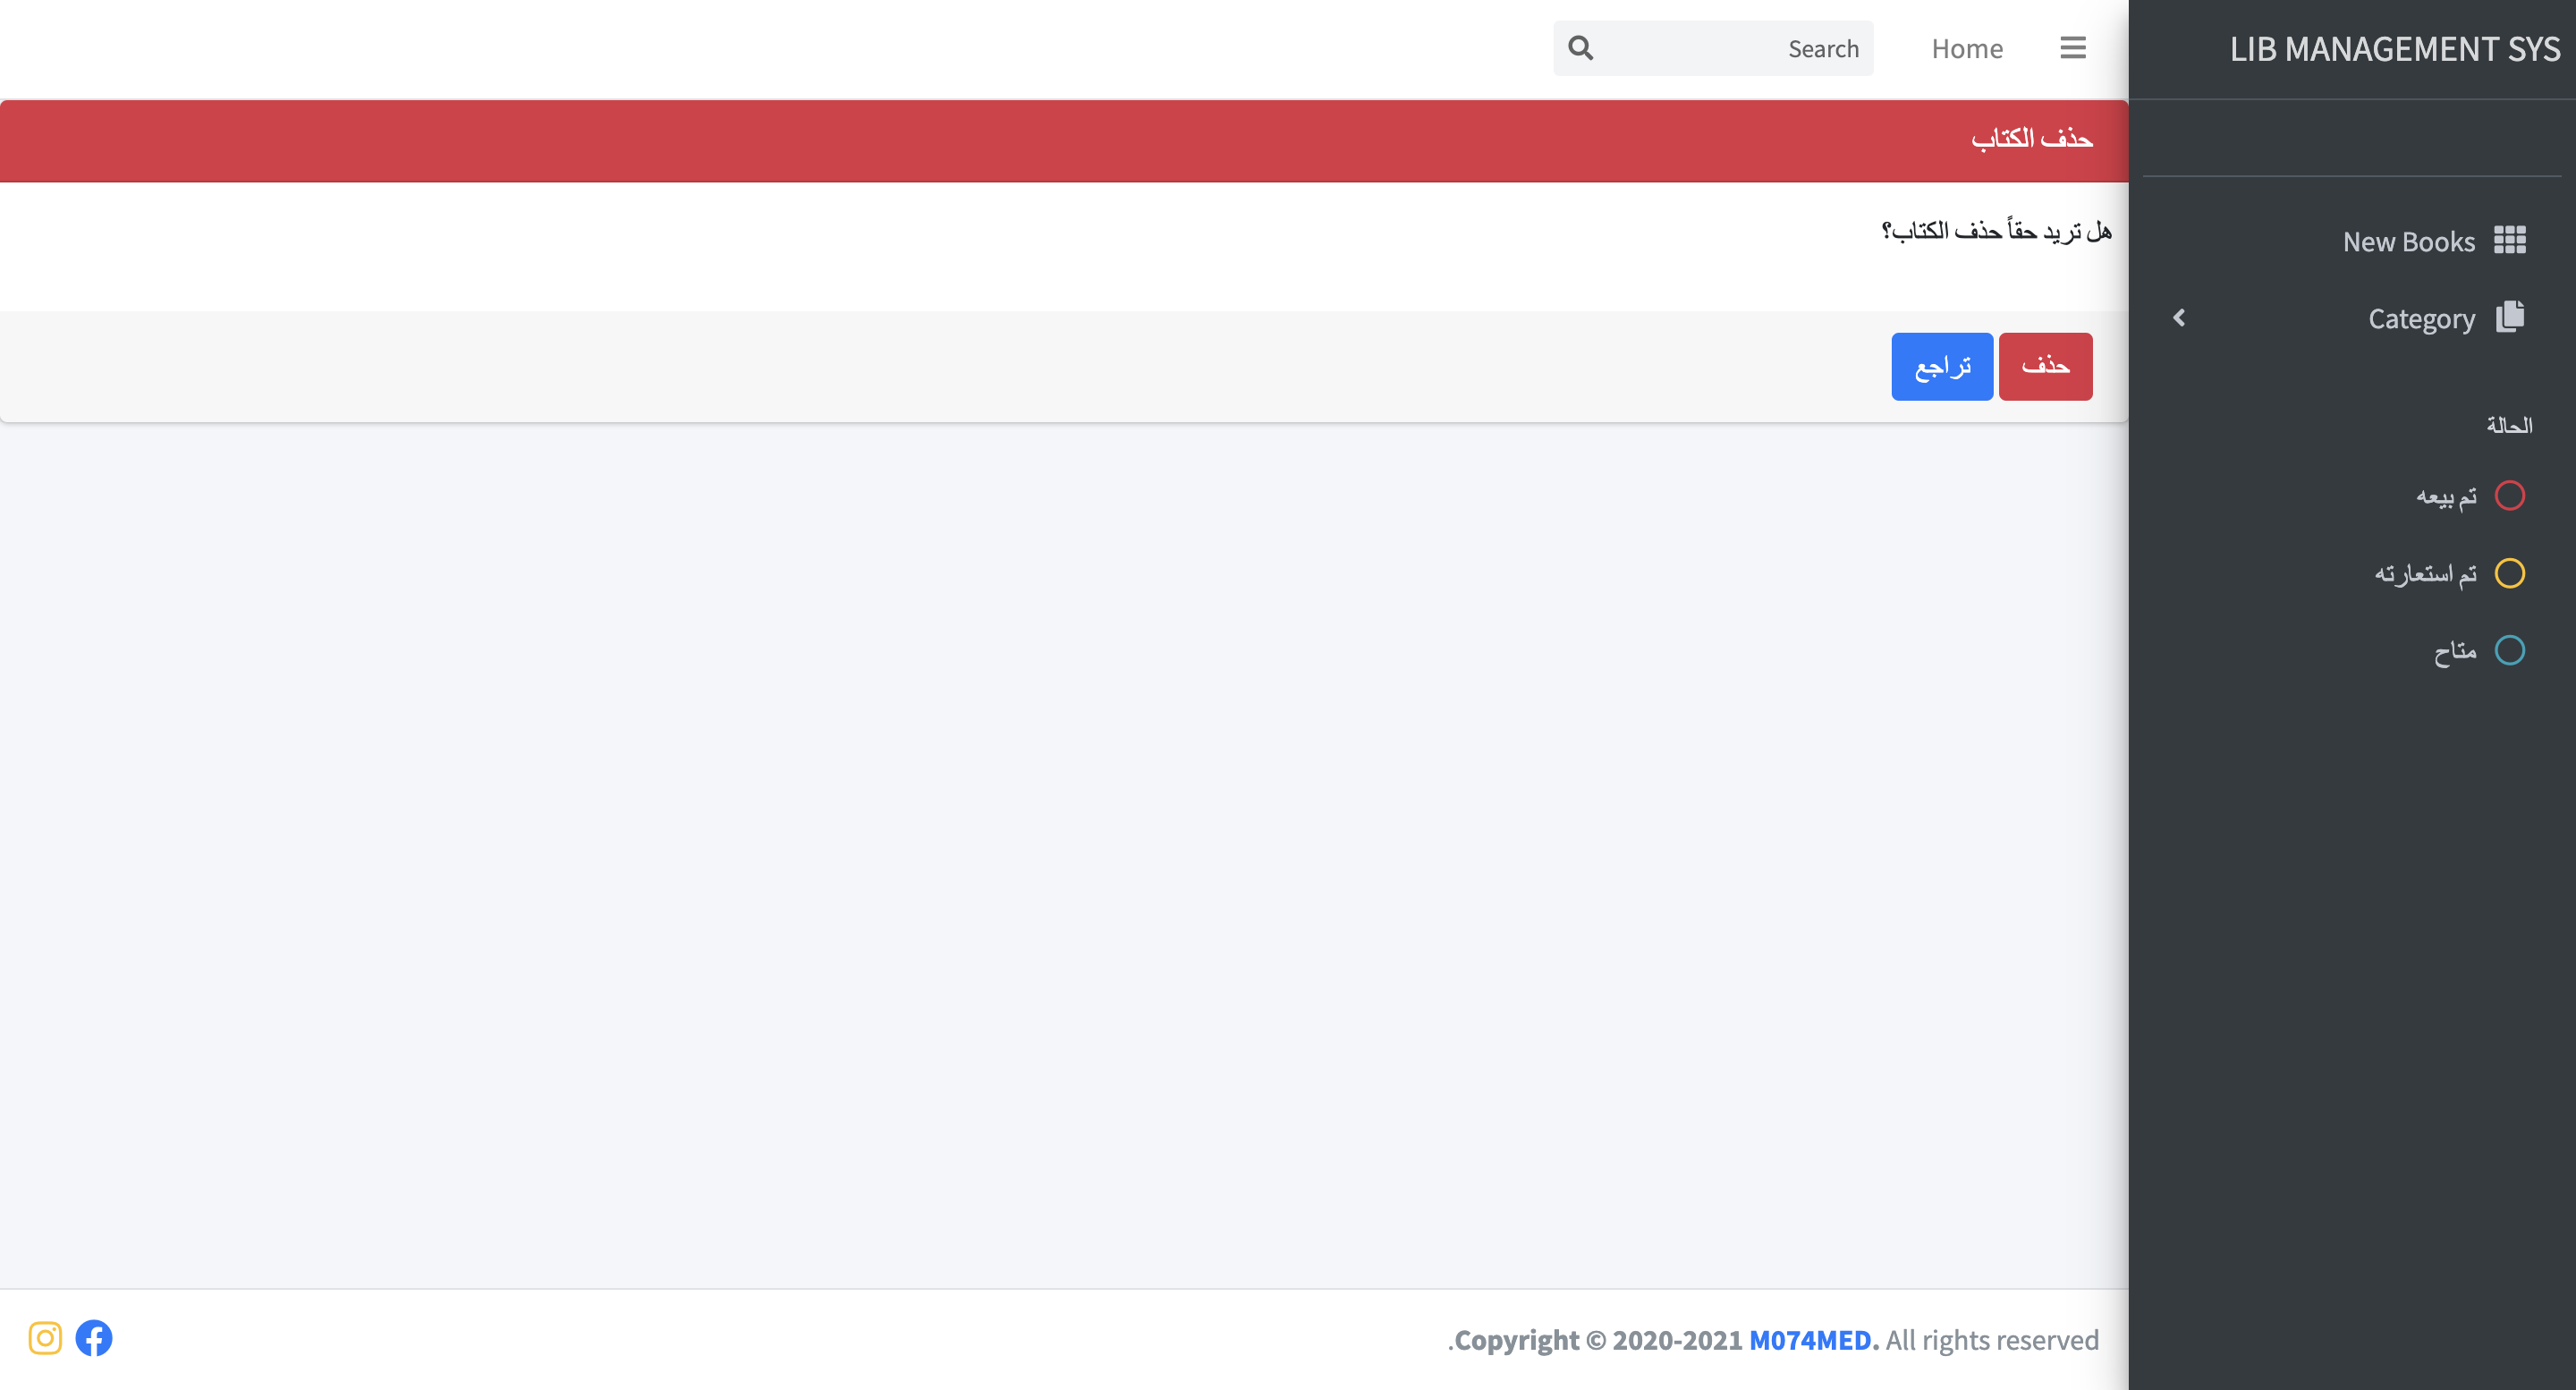 LIB MANAGEMENT SYS
Home
Search
حذف الكتاب
هل تريد حقاً حذف الكتاب؟
حذف
تراجع
New Books
Category
الحالة
تم بيعه
تم استعارته
متاح
.Copyright © 2020-2021 M074MED. All rights reserved